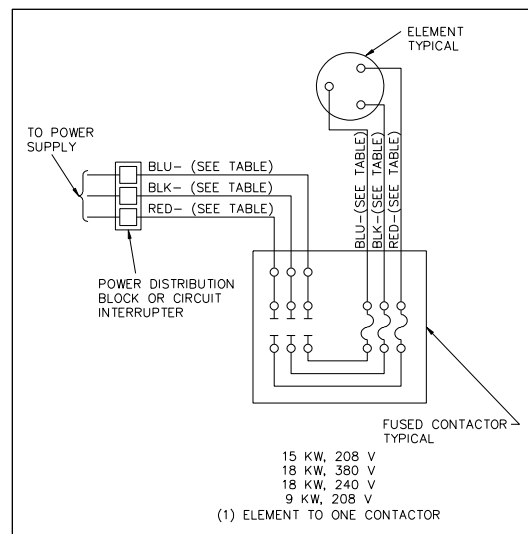 ELEMENT
TYPICAL
TO POWER
SUPPLY
BLU- (SEE TABLE)
BLK- (SEE TABLE)
RED- (SEE TABLE)
BLU-(SEE TABLE)
BLK-(SEE TABLE)
RED-(SEE TABLE)
POWER DISTRIBUTION
BLOCK OR CIRCUIT
INTERRUPTER
FUSED CONTACTOR
TYPICAL
15 KW, 208 V
18 KW, 380 V
18 KW, 240 V
9 KW, 208 V
(1) ELEMENT TO ONE CONTACTOR